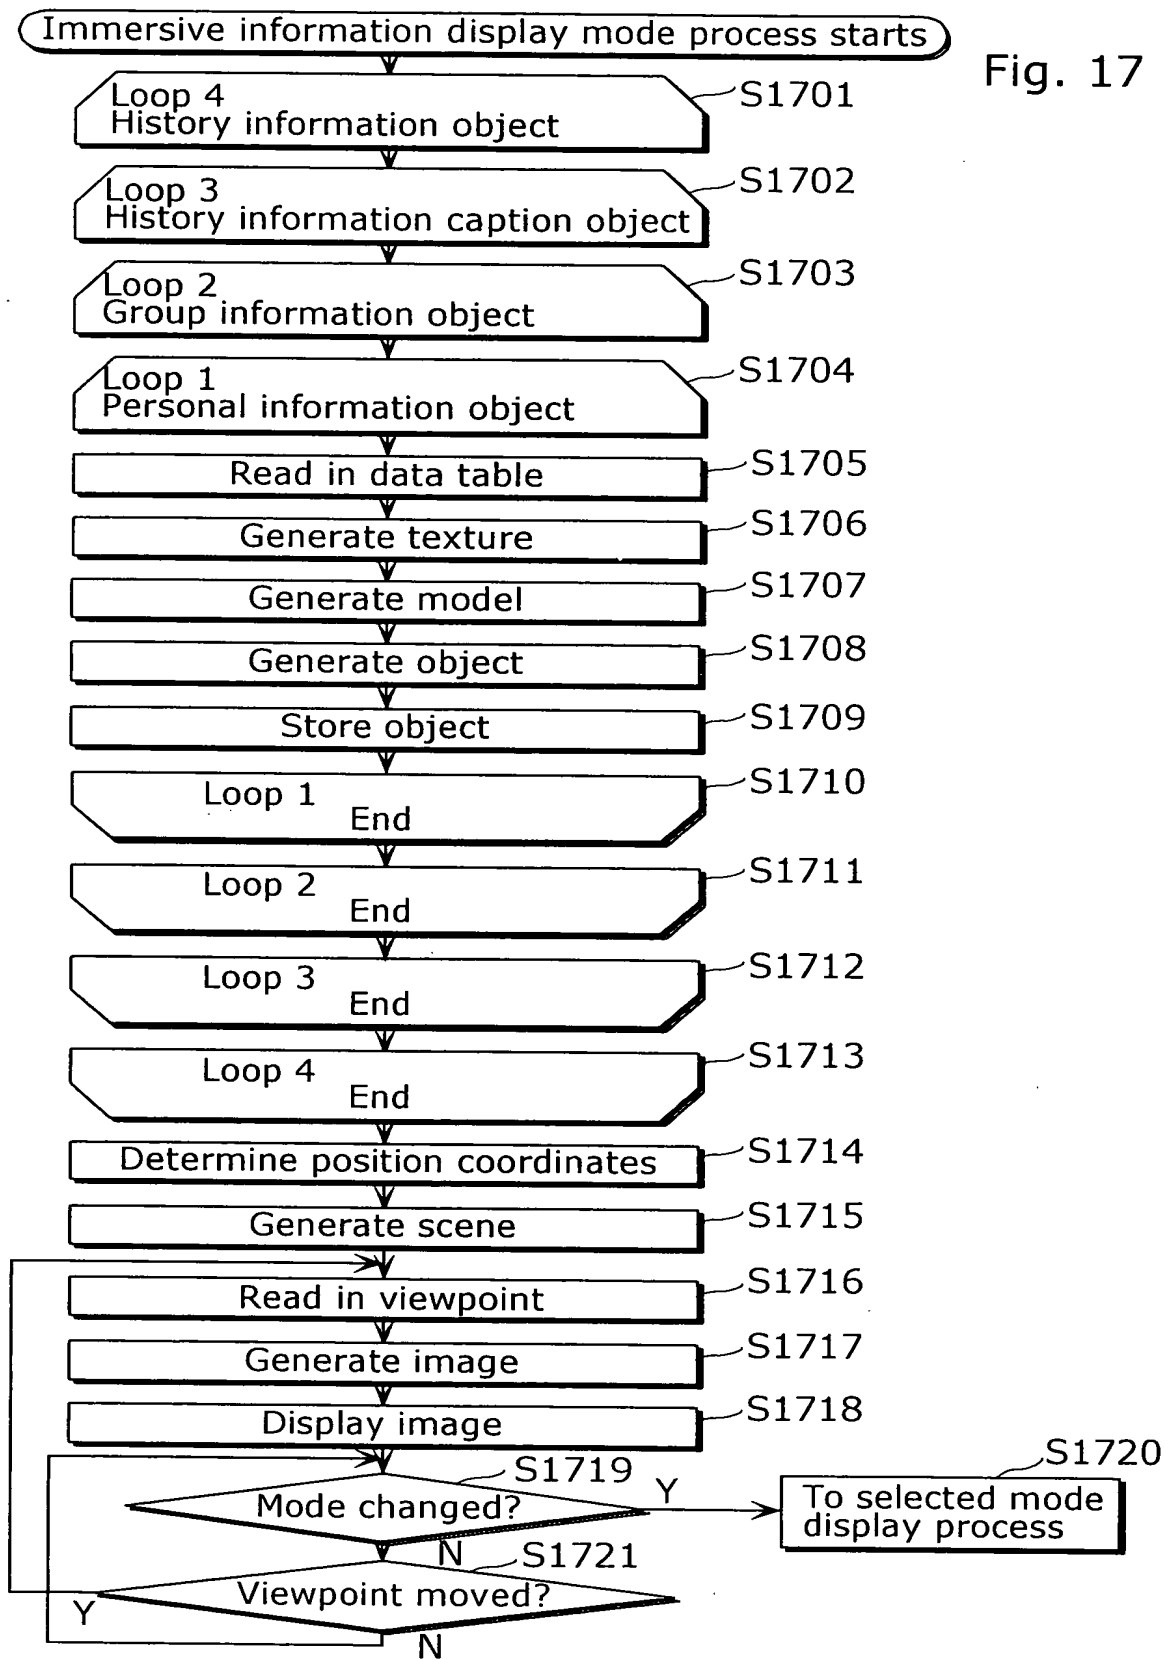 Immersive information display mode process starts
Fig. 17
Loop 4
History information object
S1701
Loop 3
History information caption object
S1702
Loop 2
Group information object
S1703
Loop 1
Personal information object
S1704
Read in data table
S1705
Generate texture
S1706
Generate model
S1707
Generate object
S1708
Store object
S1709
Loop 1
End
S1710
Loop 2
End
S1711
Loop 3
End
S1712
Loop 4
End
S1713
Determine position coordinates
S1714
Generate scene
S1715
Read in viewpoint
S1716
Generate image
S1717
Display image
S1718
Mode changed?
S1719
Y
N
To selected mode
display process
S1720
Viewpoint moved?
S1721
Y
N